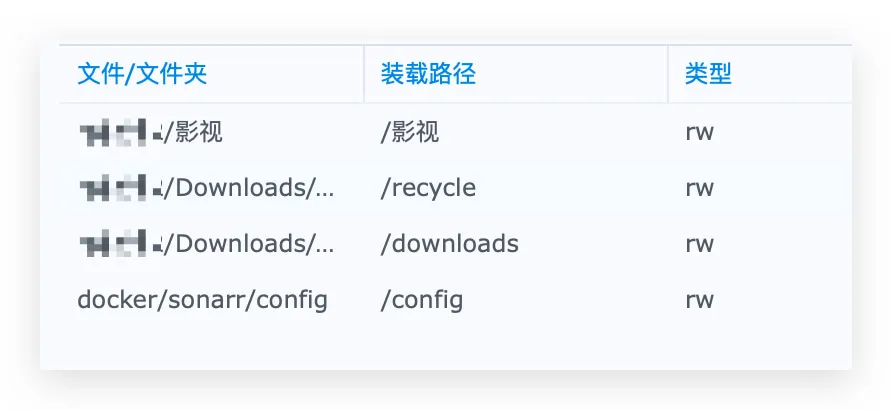 文件/文件夹 装载路径 类型
/影视 /影视 rw
/Downloads/... /recycle rw
/Downloads/... /downloads rw
docker/sonarr/config /config rw